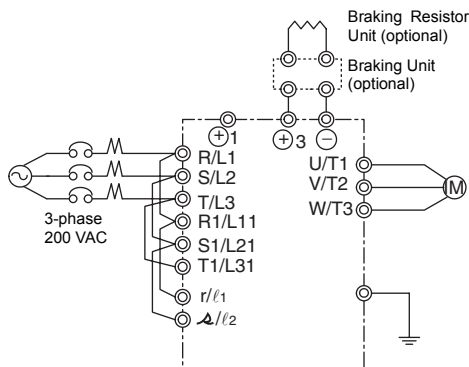 Braking Resistor
Unit (optional)
Braking Unit
(optional)
⊕1
⊕3
⊖
R/L1
S/L2
T/L3
R1/L11
S1/L21
T1/L31
r/ℓ1
𝓈/ℓ2
3-phase
200 VAC
U/T1
V/T2
W/T3
M